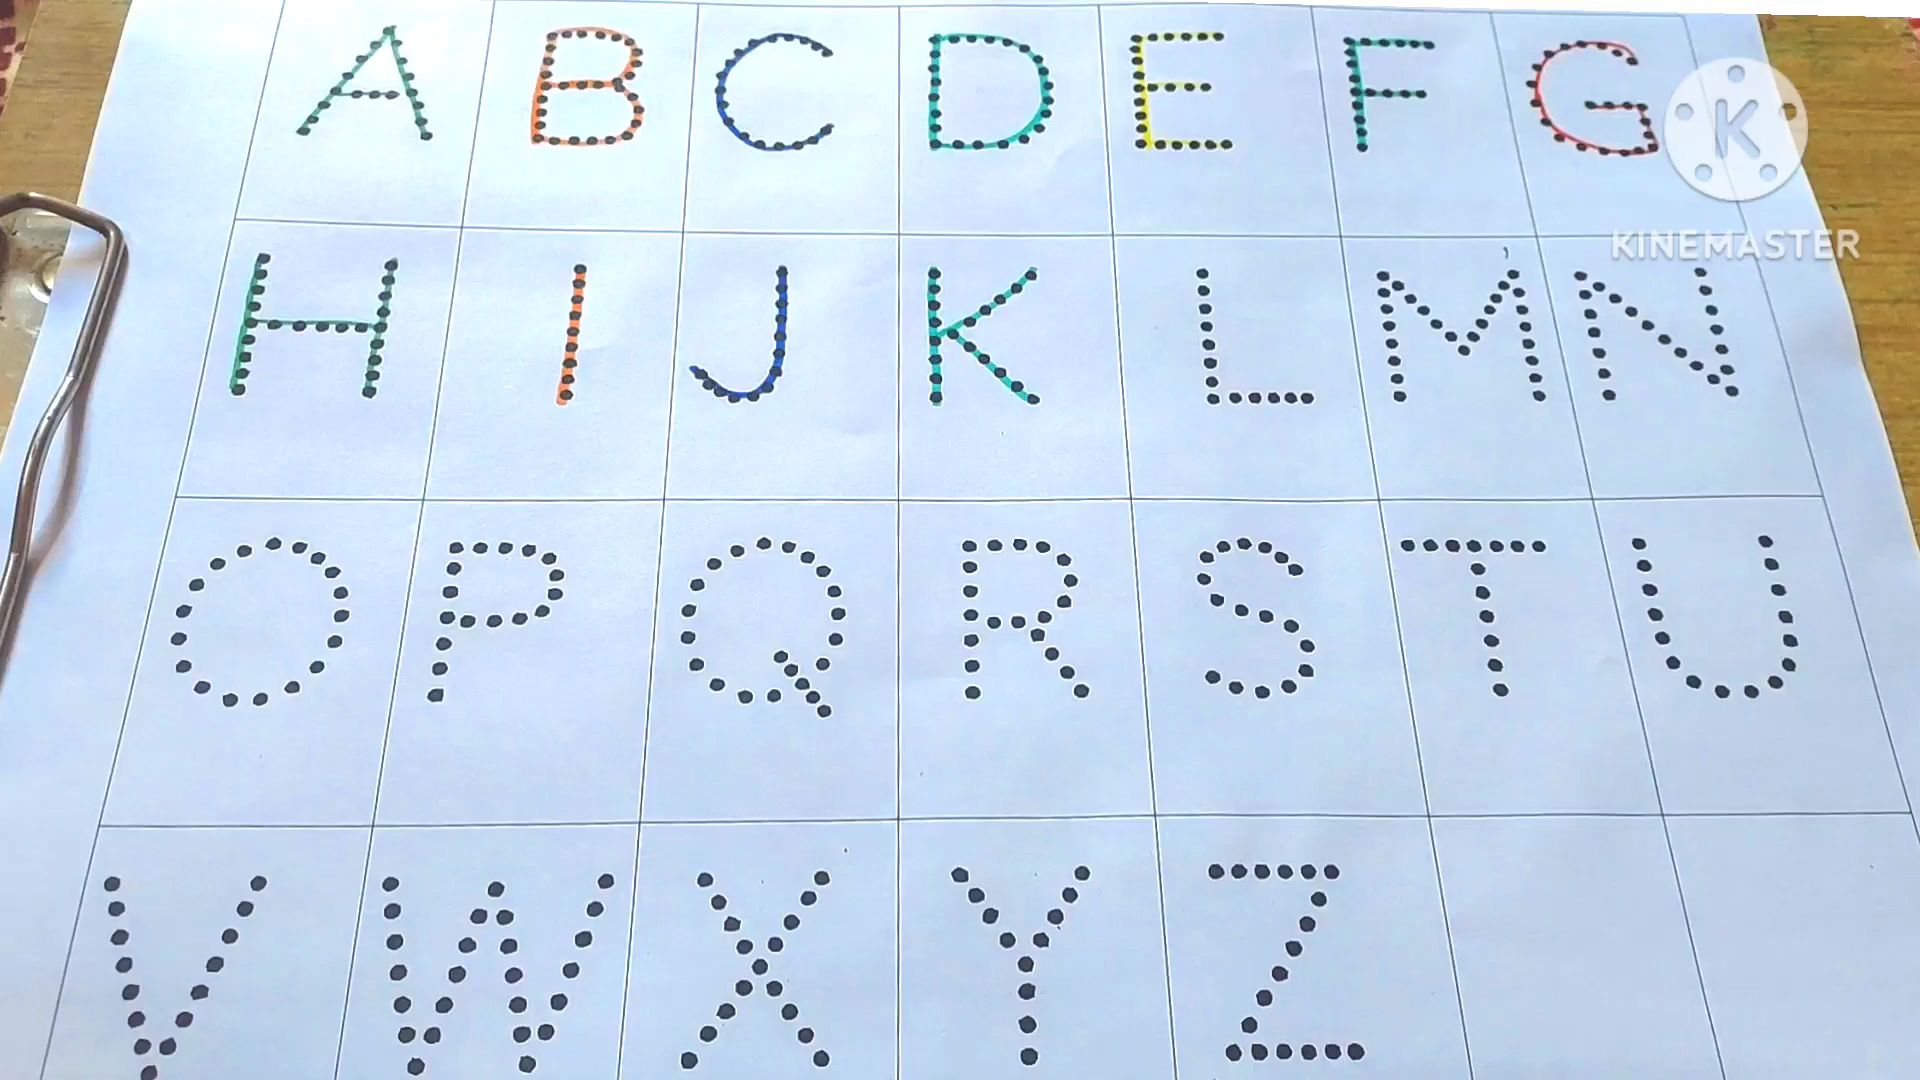 A B C D E F G
K
KINEMASTER
H I J K L M N
O P Q R S T U
V W X Y Z